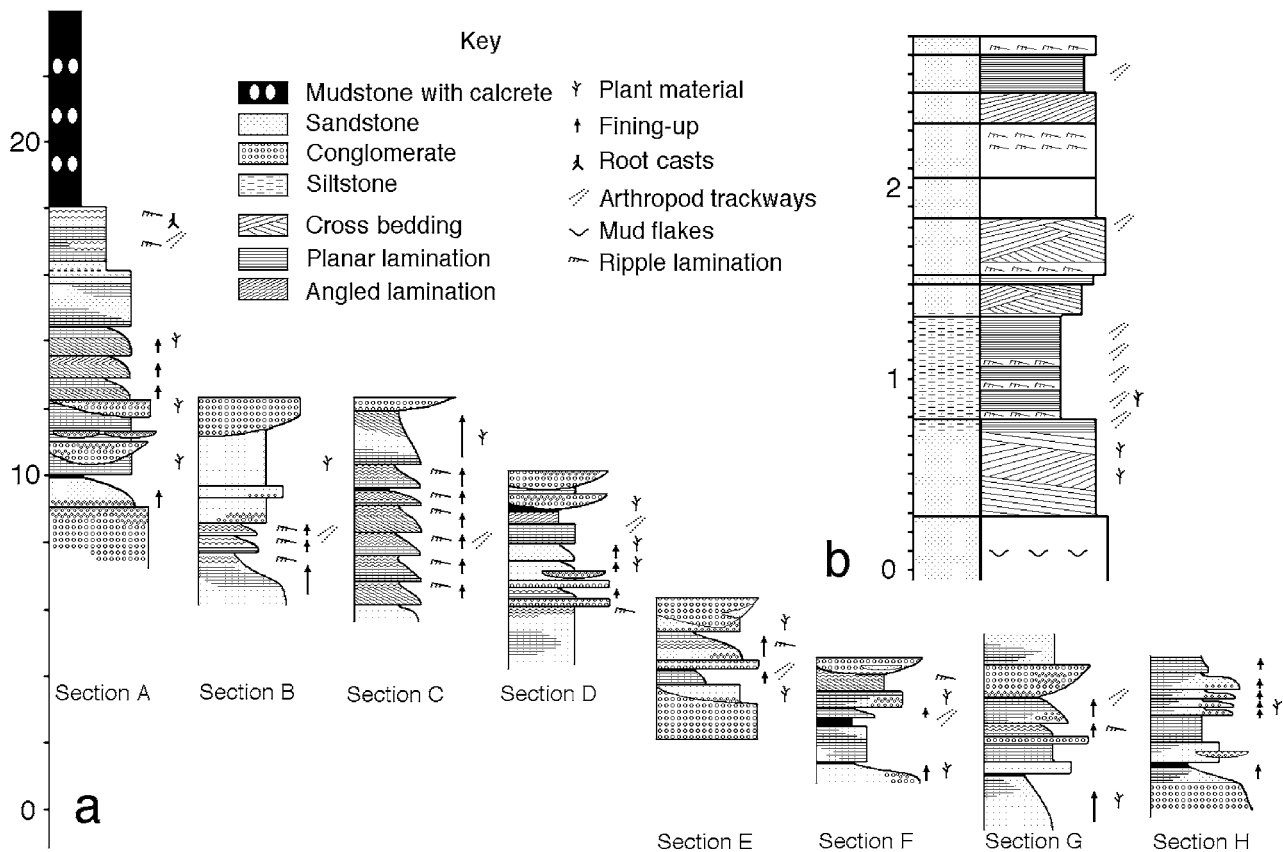 Key
Mudstone with calcrete
Sandstone
Conglomerate
Siltstone
Cross bedding
Planar lamination
Angled lamination
Plant material
Fining-up
Root casts
Arthropod trackways
Mud flakes
Ripple lamination
20
10
0
a
Section A
Section B
Section C
Section D
Section E
Section F
Section G
Section H
2
1
0
b